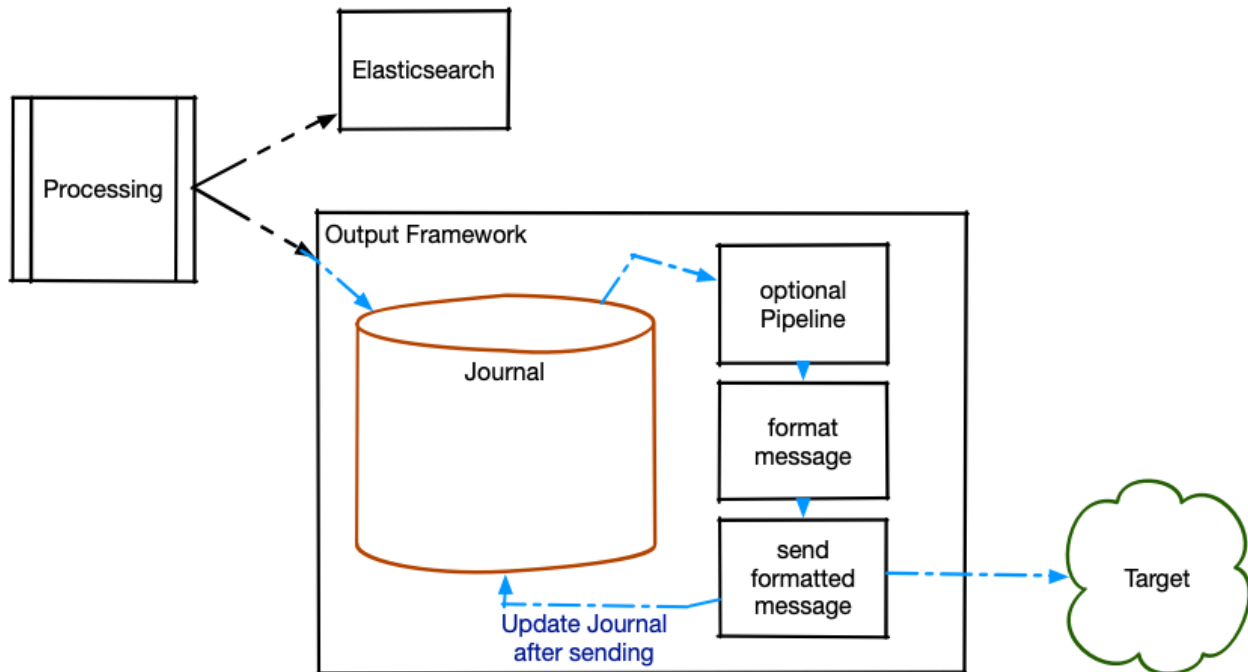 Elasticsearch
Processing
Output Framework
optional
Pipeline
Journal
format
message
send
formatted
message
Target
Update Journal
after sending